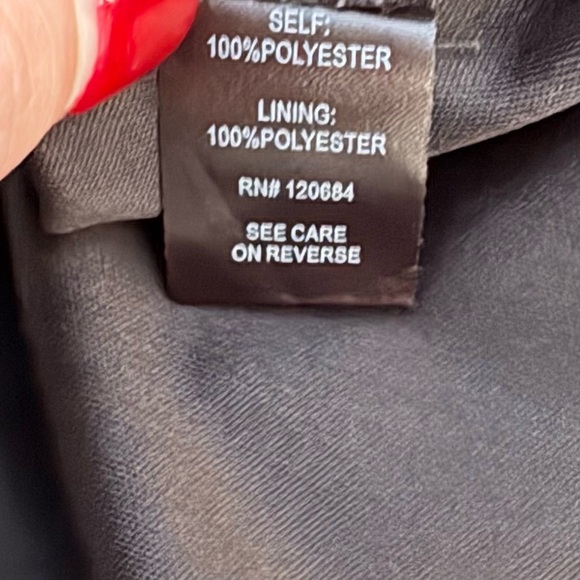 SELF:
100%POLYESTER
LINING:
100%POLYESTER
RN# 120684
SEE CARE
ON REVERSE